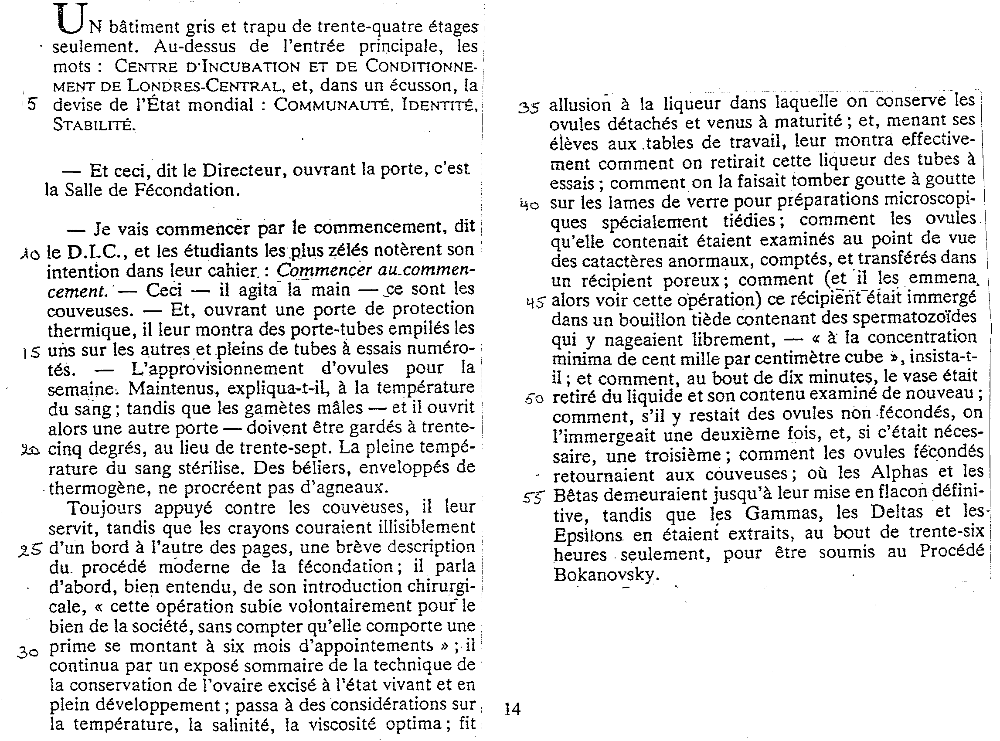 UN bâtiment gris et trapu de trente-quatre étages
seulement. Au-dessus de l'entrée principale, les
mots : CENTRE D'INCUBATION ET DE CONDITIONNE-
MENT DE LONDRES-CENTRAL, et, dans un écusson, la
5 devise de l'État mondial : COMMUNAUTÉ, IDENTITÉ,
STABILITÉ.
— Et ceci, dit le Directeur, ouvrant la porte, c'est
la Salle de Fécondation.
— Je vais commencer par le commencement, dit
10 le D.I.C., et les étudiants les plus zélés notèrent son
intention dans leur cahier : Commencer au commen-
cement. — Ceci — il agita la main — ce sont les
couveuses. — Et, ouvrant une porte de protection
thermique, il leur montra des porte-tubes empilés les
15 uns sur les autres et pleins de tubes à essais numéro-
tés. — L'approvisionnement d'ovules pour la
semaine. Maintenus, expliqua-t-il, à la température
du sang ; tandis que les gamètes mâles — et il ouvrit
alors une autre porte — doivent être gardés à trente-
20 cinq degrés, au lieu de trente-sept. La pleine tempé-
rature du sang stérilise. Des béliers, enveloppés de
thermogène, ne procréent pas d'agneaux.
Toujours appuyé contre les couveuses, il leur
servit, tandis que les crayons couraient illisiblement
25 d'un bord à l'autre des pages, une brève description
du procédé moderne de la fécondation ; il parla
d'abord, bien entendu, de son introduction chirurgi-
cale, « cette opération subie volontairement pour le
bien de la société, sans compter qu'elle comporte une
30 prime se montant à six mois d'appointements » ; il
continua par un exposé sommaire de la technique de
la conservation de l'ovaire excisé à l'état vivant et en
plein développement ; passa à des considérations sur
la température, la salinité, la viscosité optima ; fit
35 allusion à la liqueur dans laquelle on conserve les
ovules détachés et venus à maturité ; et, menant ses
élèves aux tables de travail, leur montra effective-
ment comment on retirait cette liqueur des tubes à
essais ; comment on la faisait tomber goutte à goutte
40 sur les lames de verre pour préparations microscopi-
ques spécialement tiédies ; comment les ovules
qu'elle contenait étaient examinés au point de vue
des catactères anormaux, comptés, et transférés dans
un récipient poreux ; comment (et il les emmena
45 alors voir cette opération) ce récipient était immergé
dans un bouillon tiède contenant des spermatozoïdes
qui y nageaient librement, — « à la concentration
minima de cent mille par centimètre cube », insista-t-
il ; et comment, au bout de dix minutes, le vase était
50 retiré du liquide et son contenu examiné de nouveau ;
comment, s'il y restait des ovules non fécondés, on
l'immergeait une deuxième fois, et, si c'était néces-
saire, une troisième ; comment les ovules fécondés
retournaient aux couveuses ; où les Alphas et les
55 Bêtas demeuraient jusqu'à leur mise en flacon défini-
tive, tandis que les Gammas, les Deltas et les
Epsilons en étaient extraits, au bout de trente-six
heures seulement, pour être soumis au Procédé
Bokanovsky.
14